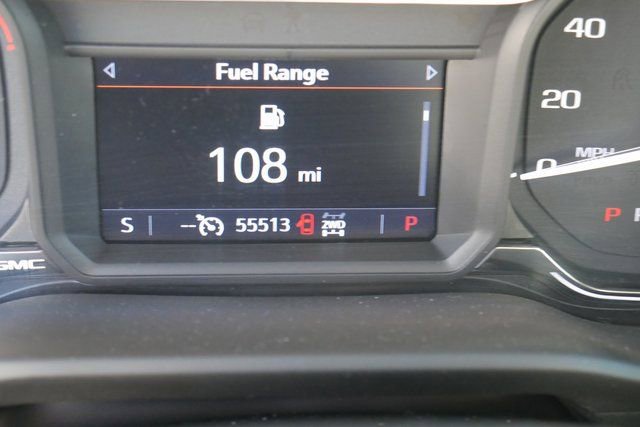 Fuel Range
108 mi
S -- 55513 2WD P
GMC
40
20
MPH
0
P